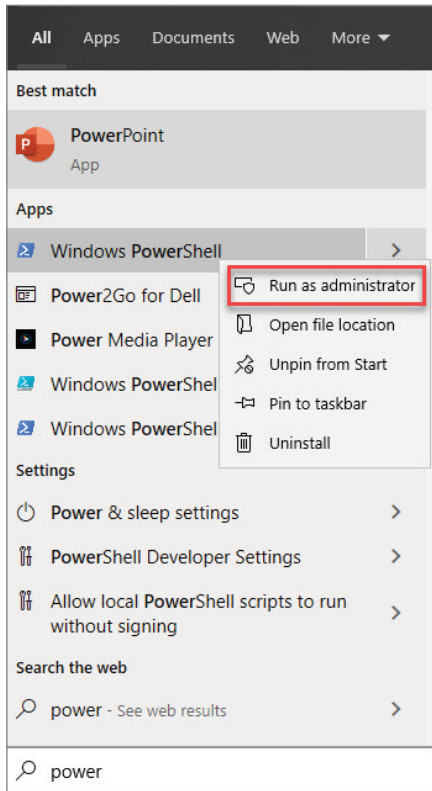 All Apps Documents Web More
Best match
PowerPoint
App
Apps
Windows PowerShell
Run as administrator
Power2Go for Dell
Open file location
Power Media Player
Unpin from Start
Windows PowerShel
Pin to taskbar
Windows PowerShel
Uninstall
Settings
Power & sleep settings
PowerShell Developer Settings
Allow local PowerShell scripts to run
without signing
Search the web
power - See web results
power